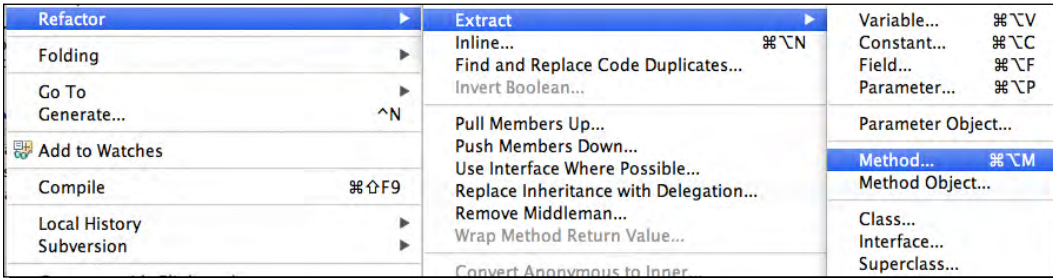 Refactor
Folding
Go To
Generate... ^N
Add to Watches
Compile ⌘⇧F9
Local History
Subversion
Extract
Inline... ⌘⌥N
Find and Replace Code Duplicates...
Invert Boolean...
Pull Members Up...
Push Members Down...
Use Interface Where Possible...
Replace Inheritance with Delegation...
Remove Middleman...
Wrap Method Return Value...
Convert Anonymous to Inner...
Variable... ⌘⌥V
Constant... ⌘⌥C
Field... ⌘⌥F
Parameter... ⌘⌥P
Parameter Object...
Method... ⌘⌥M
Method Object...
Class...
Interface...
Superclass...